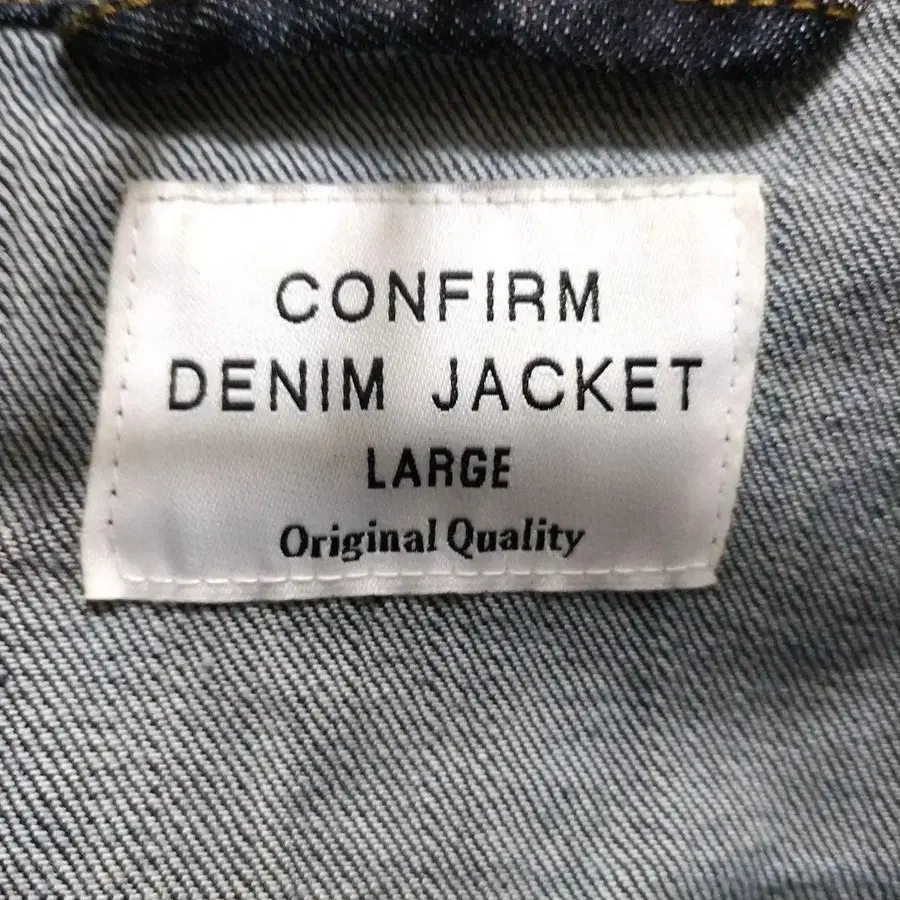 CONFIRM
DENIM JACKET
LARGE
Original Quality